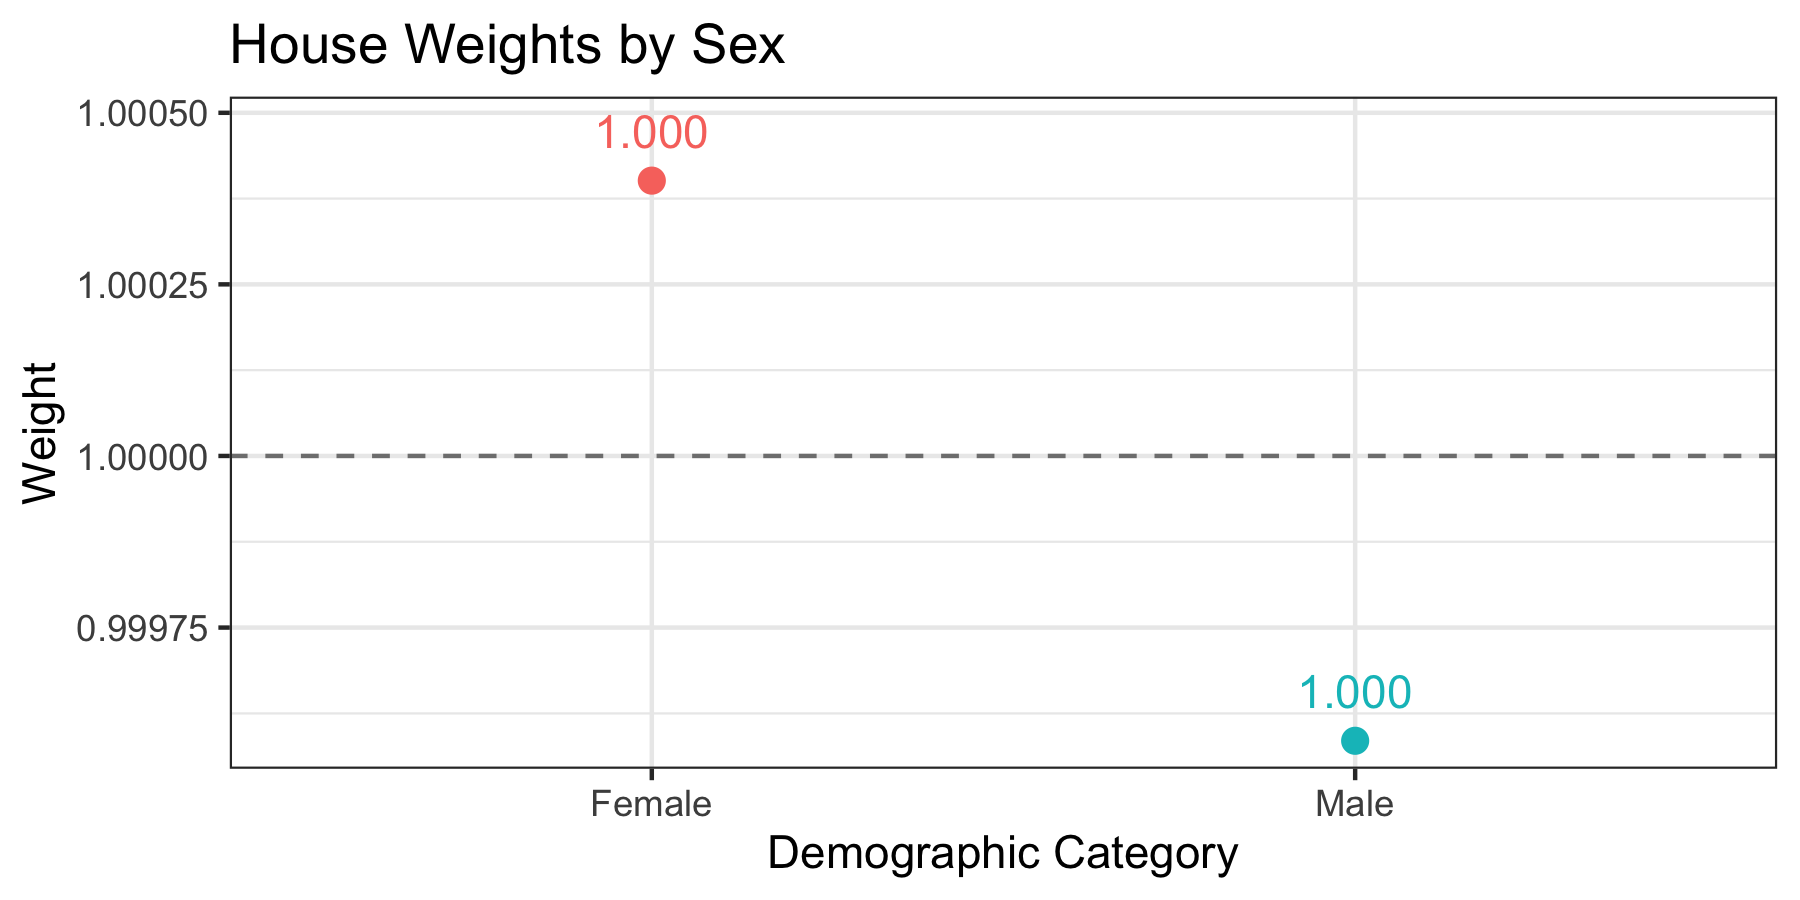 House Weights by Sex
1.00050
1.000
1.00025
Weight
1.00000
0.99975
1.000
Female
Male
Demographic Category